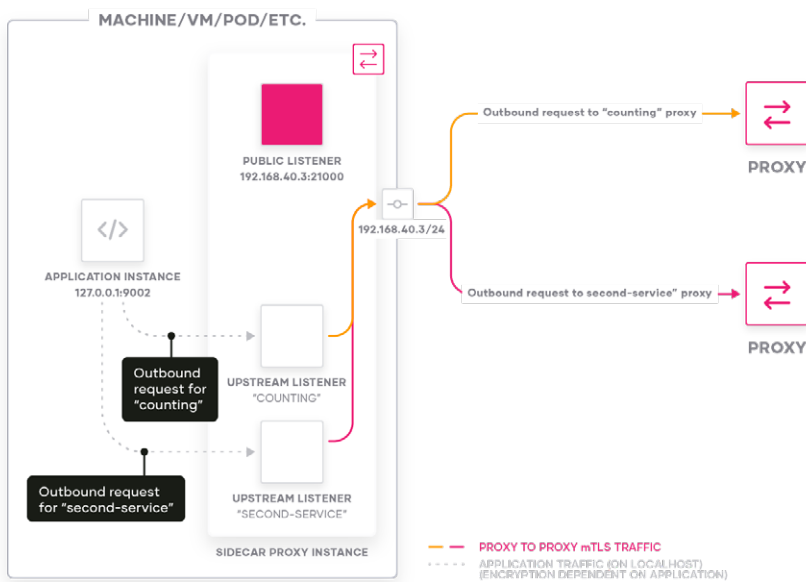 MACHINE/VM/POD/ETC.
PUBLIC LISTENER
192.168.40.3:21000
Outbound request to "counting" proxy
PROXY
192.168.40.3/24
</>
APPLICATION INSTANCE
127.0.0.1:9002
Outbound request to second-service" proxy
PROXY
Outbound
request for
"counting"
UPSTREAM LISTENER
"COUNTING"
Outbound request
for "second-service"
UPSTREAM LISTENER
"SECOND-SERVICE"
SIDECAR PROXY INSTANCE
PROXY TO PROXY mTLS TRAFFIC
APPLICATION TRAFFIC (ON LOCALHOST)
(ENCRYPTION DEPENDENT ON APPLICATION)